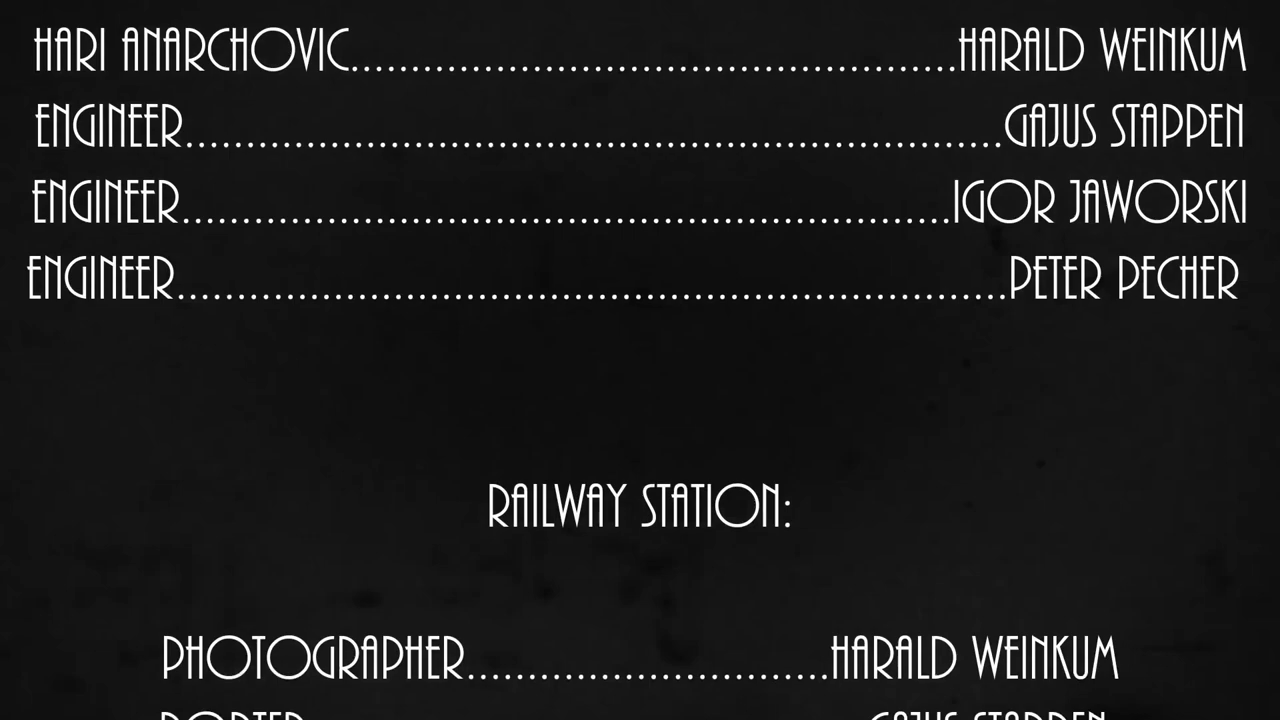 HARI ANARCHOVIC..................................................HARALD WEINKUM
ENGINEER....................................................................GAJUS STAPPEN
ENGINEER................................................................IGOR JAWORSKI
ENGINEER.....................................................................PETER PECHER
RAILWAY STATION:
PHOTOGRAPHER..............................HARALD WEINKUM
PORTER GAJUS STAPPEN